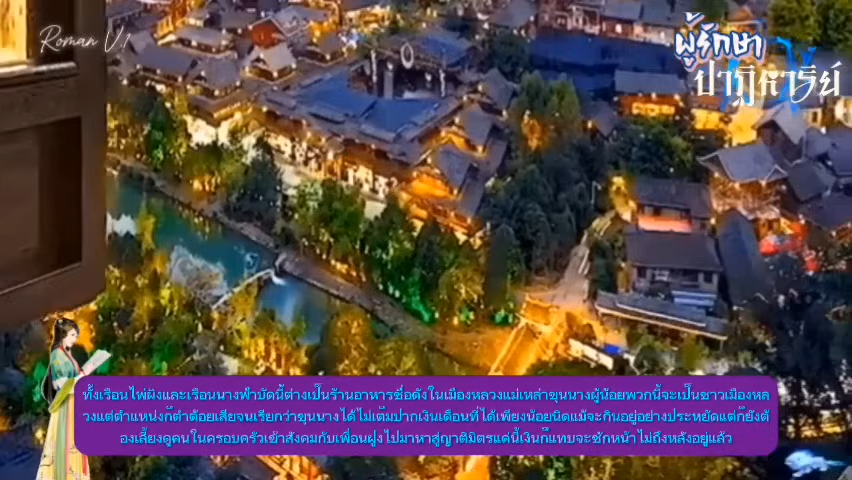 Roman V.1
ผู้รักษา
ปาฏิหาริย์
ทั้งเรือนไผ่ผิงและเรือนนางฟ้าบัดนี้ต่างเป็นร้านอาหารชื่อดังในเมืองหลวงแม่เหล่าขุนนางผู้น้อยพวกนี้จะเป็นชาวเมืองหล
วงแต่ตำแหน่งก็ต่ำต้อยเสียจนเรียกว่าขุนนางได้ไม่เต็มปากเงินเดือนที่ได้เพียงน้อยนิดแม้จะกินอยู่อย่างประหยัดแต่ก็ยังต้
องเลี้ยงดูคนในครอบครัวเข้าสังคมกับเพื่อนฝูงไปมาหาสู่ญาติมิตรแค่นี้เงินก็แทบจะชักหน้าไม่ถึงหลังอยู่แล้ว